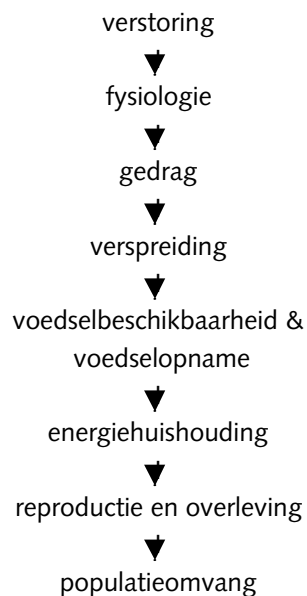 verstoring
fysiologie
gedrag
verspreiding
voedselbeschikbaarheid &
voedselopname
energiehuishouding
reproductie en overleving
populatieomvang